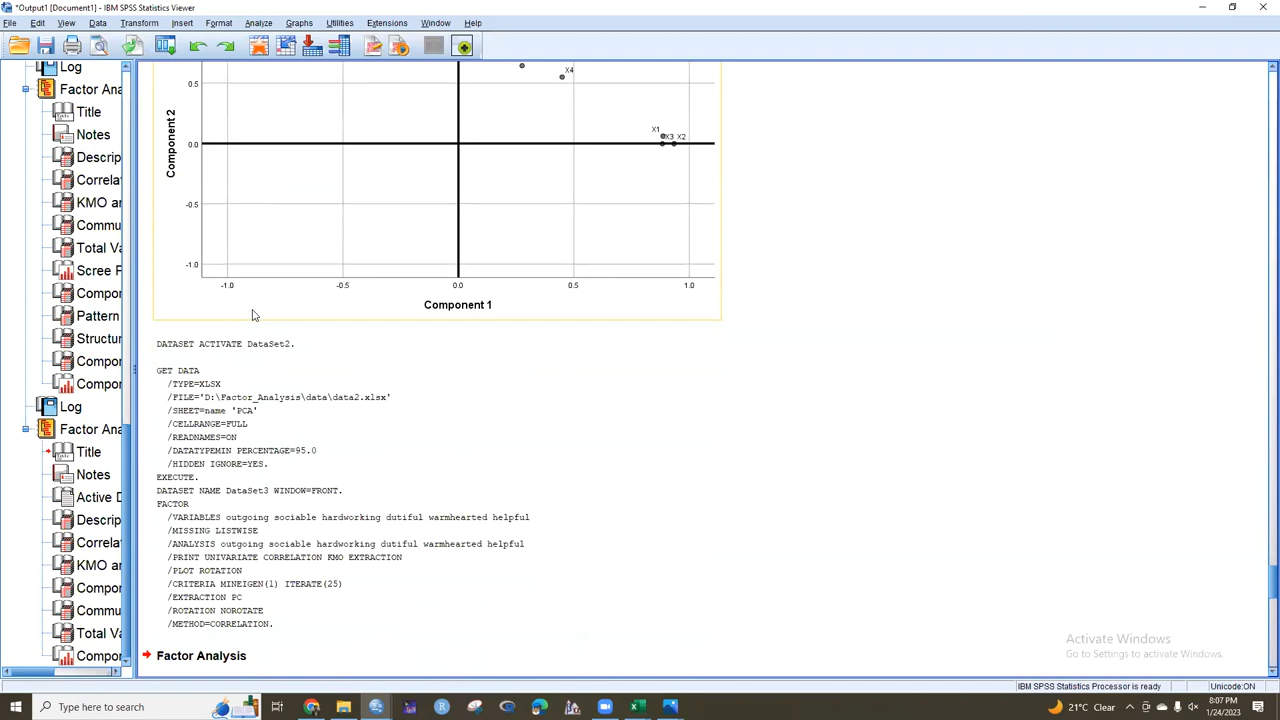 *Output1 [Document1] - IBM SPSS Statistics Viewer
File Edit View Data Transform Insert Format Analyze Graphs Utilities Extensions Window Help
Log
Factor Ana
Title
Notes
Descrip
Correla
KMO an
Commu
Total Va
Scree P
Compor
Pattern
Structur
Compor
Compor
Log
Factor Ana
Title
Notes
Active D
Descrip
Correla
KMO an
Compor
Commu
Total Va
Compor
Component 2
0.5
0.0
-0.5
-1.0
X4
X1
X3 X2
-1.0 -0.5 0.0 0.5 1.0
Component 1
DATASET ACTIVATE DataSet2.
GET DATA
/TYPE=XLSX
/FILE='D:\Factor_Analysis\data\data2.xlsx'
/SHEET=name 'PCA'
/CELLRANGE=FULL
/READNAMES=ON
/DATATYPEMIN PERCENTAGE=95.0
/HIDDEN IGNORE=YES.
EXECUTE.
DATASET NAME DataSet3 WINDOW=FRONT.
FACTOR
/VARIABLES outgoing sociable hardworking dutiful warmhearted helpful
/MISSING LISTWISE
/ANALYSIS outgoing sociable hardworking dutiful warmhearted helpful
/PRINT UNIVARIATE CORRELATION KMO EXTRACTION
/PLOT ROTATION
/CRITERIA MINEIGEN(1) ITERATE(25)
/EXTRACTION PC
/ROTATION NOROTATE
/METHOD=CORRELATION.
Factor Analysis
Activate Windows
Go to Settings to activate Windows.
IBM SPSS Statistics Processor is ready
Unicode:ON
Type here to search
21°C Clear
8:07 PM
1/24/2023